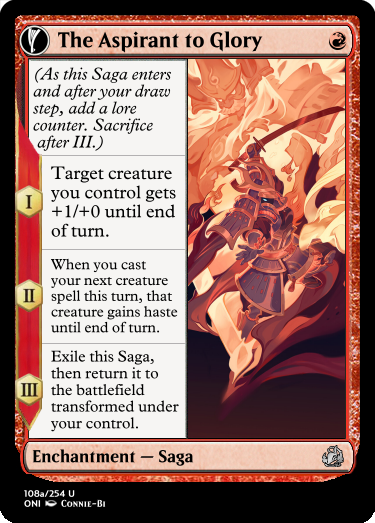 The Aspirant to Glory
(As this Saga enters
and after your draw
step, add a lore
counter. Sacrifice
after III.)
I
Target creature
you control gets
+1/+0 until end
of turn.
II
When you cast
your next creature
spell this turn, that
creature gains haste
until end of turn.
III
Exile this Saga,
then return it to
the battlefield
transformed under
your control.
Enchantment — Saga
108a/254 U
ONI Connie-Bi